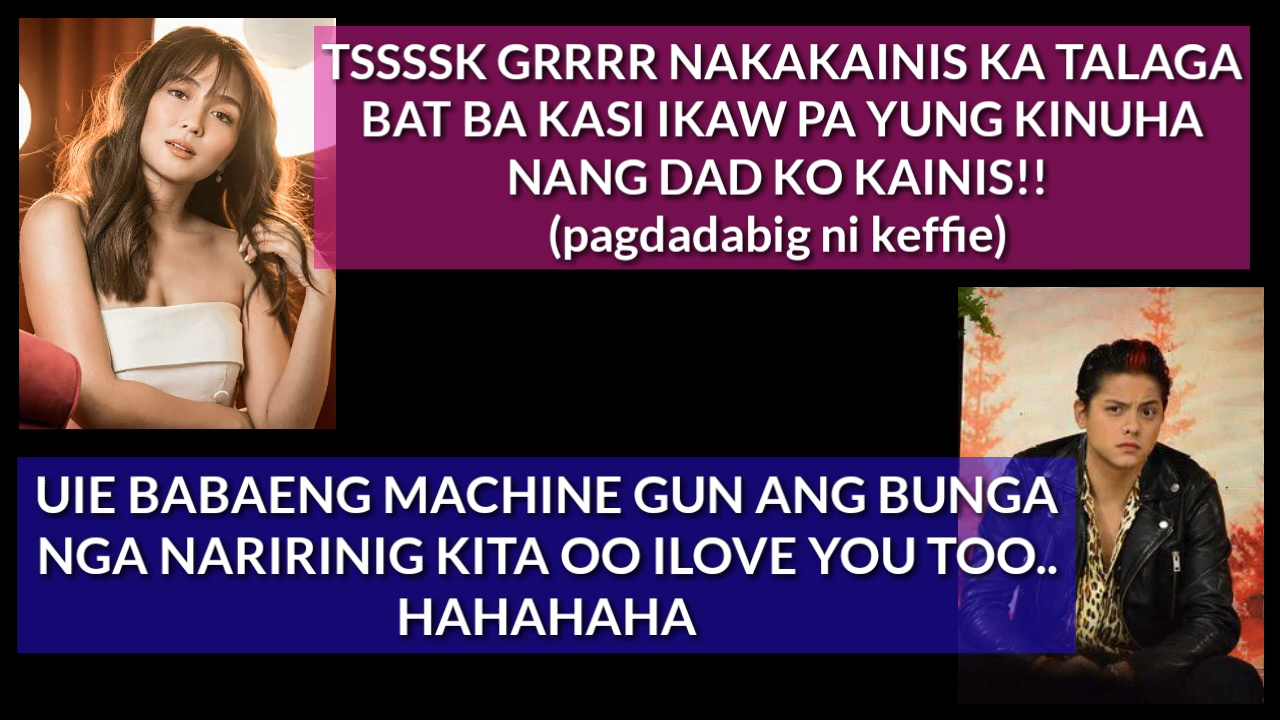 TSSSSK GRRRR NAKAKAINIS KA TALAGA
BAT BA KASI IKAW PA YUNG KINUHA
NANG DAD KO KAINIS!!
(pagdadabig ni keffie)
UIE BABAENG MACHINE GUN ANG BUNGA
NGA NARIRINIG KITA OO ILOVE YOU TOO..
HAHAHAHA